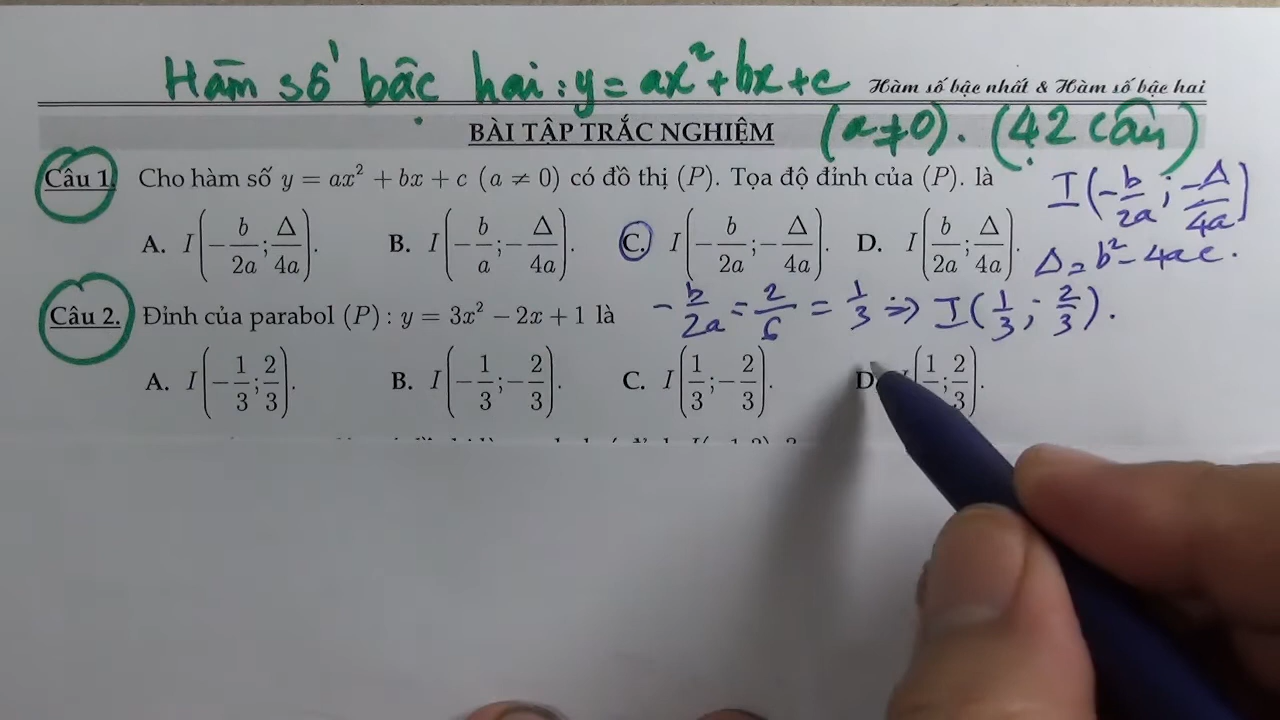 Hàm số bậc hai : y = ax² + bx + c
Hàm số bậc nhất & Hàm số bậc hai
(a ≠ 0). (42 câu)
BÀI TẬP TRẮC NGHIỆM
Câu 1. Cho hàm số y = ax² + bx + c (a ≠ 0) có đồ thị (P). Tọa độ đỉnh của (P). là
I(-b/2a ; -Δ/4a)
A. I(-b/2a ; Δ/4a). B. I(-b/a ; -Δ/4a). C. I(-b/2a ; -Δ/4a). D. I(b/2a ; Δ/4a).
Δ = b² - 4ac.
Câu 2. Đỉnh của parabol (P) : y = 3x² - 2x + 1 là
-b/2a = 2/6 = 1/3 => I(1/3 ; 2/3).
A. I(-1/3 ; 2/3). B. I(-1/3 ; -2/3). C. I(1/3 ; -2/3). D. (1 ; 2/3).